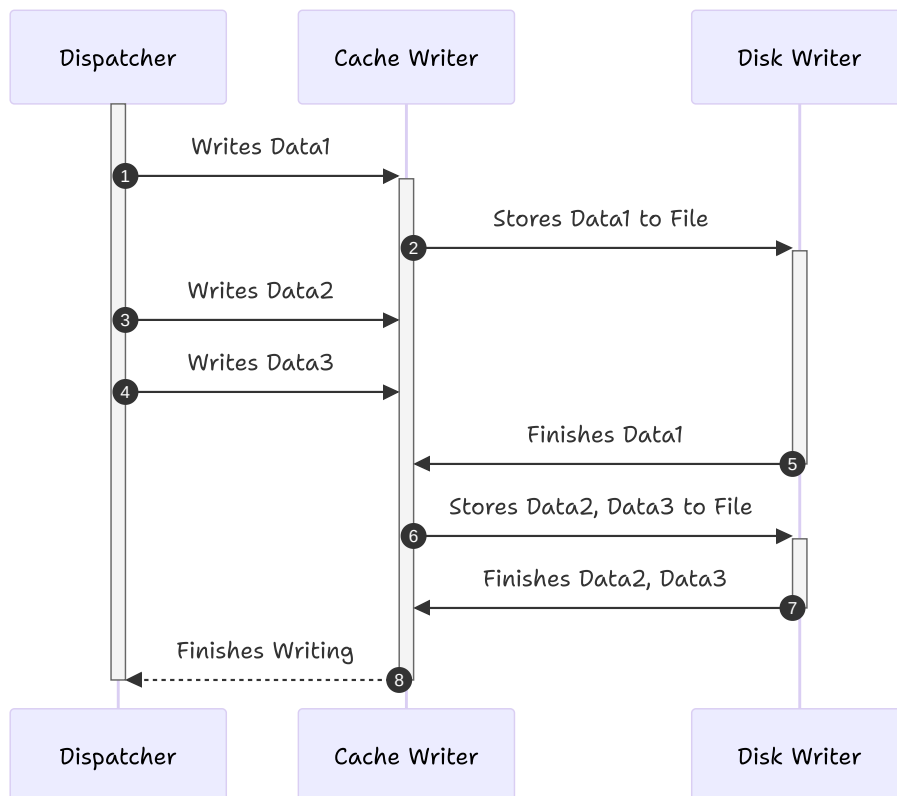 Dispatcher
Cache Writer
Disk Writer
Writes Data1
1
Stores Data1 to File
2
Writes Data2
3
Writes Data3
4
Finishes Data1
5
Stores Data2, Data3 to File
6
Finishes Data2, Data3
7
Finishes Writing
8
Dispatcher
Cache Writer
Disk Writer